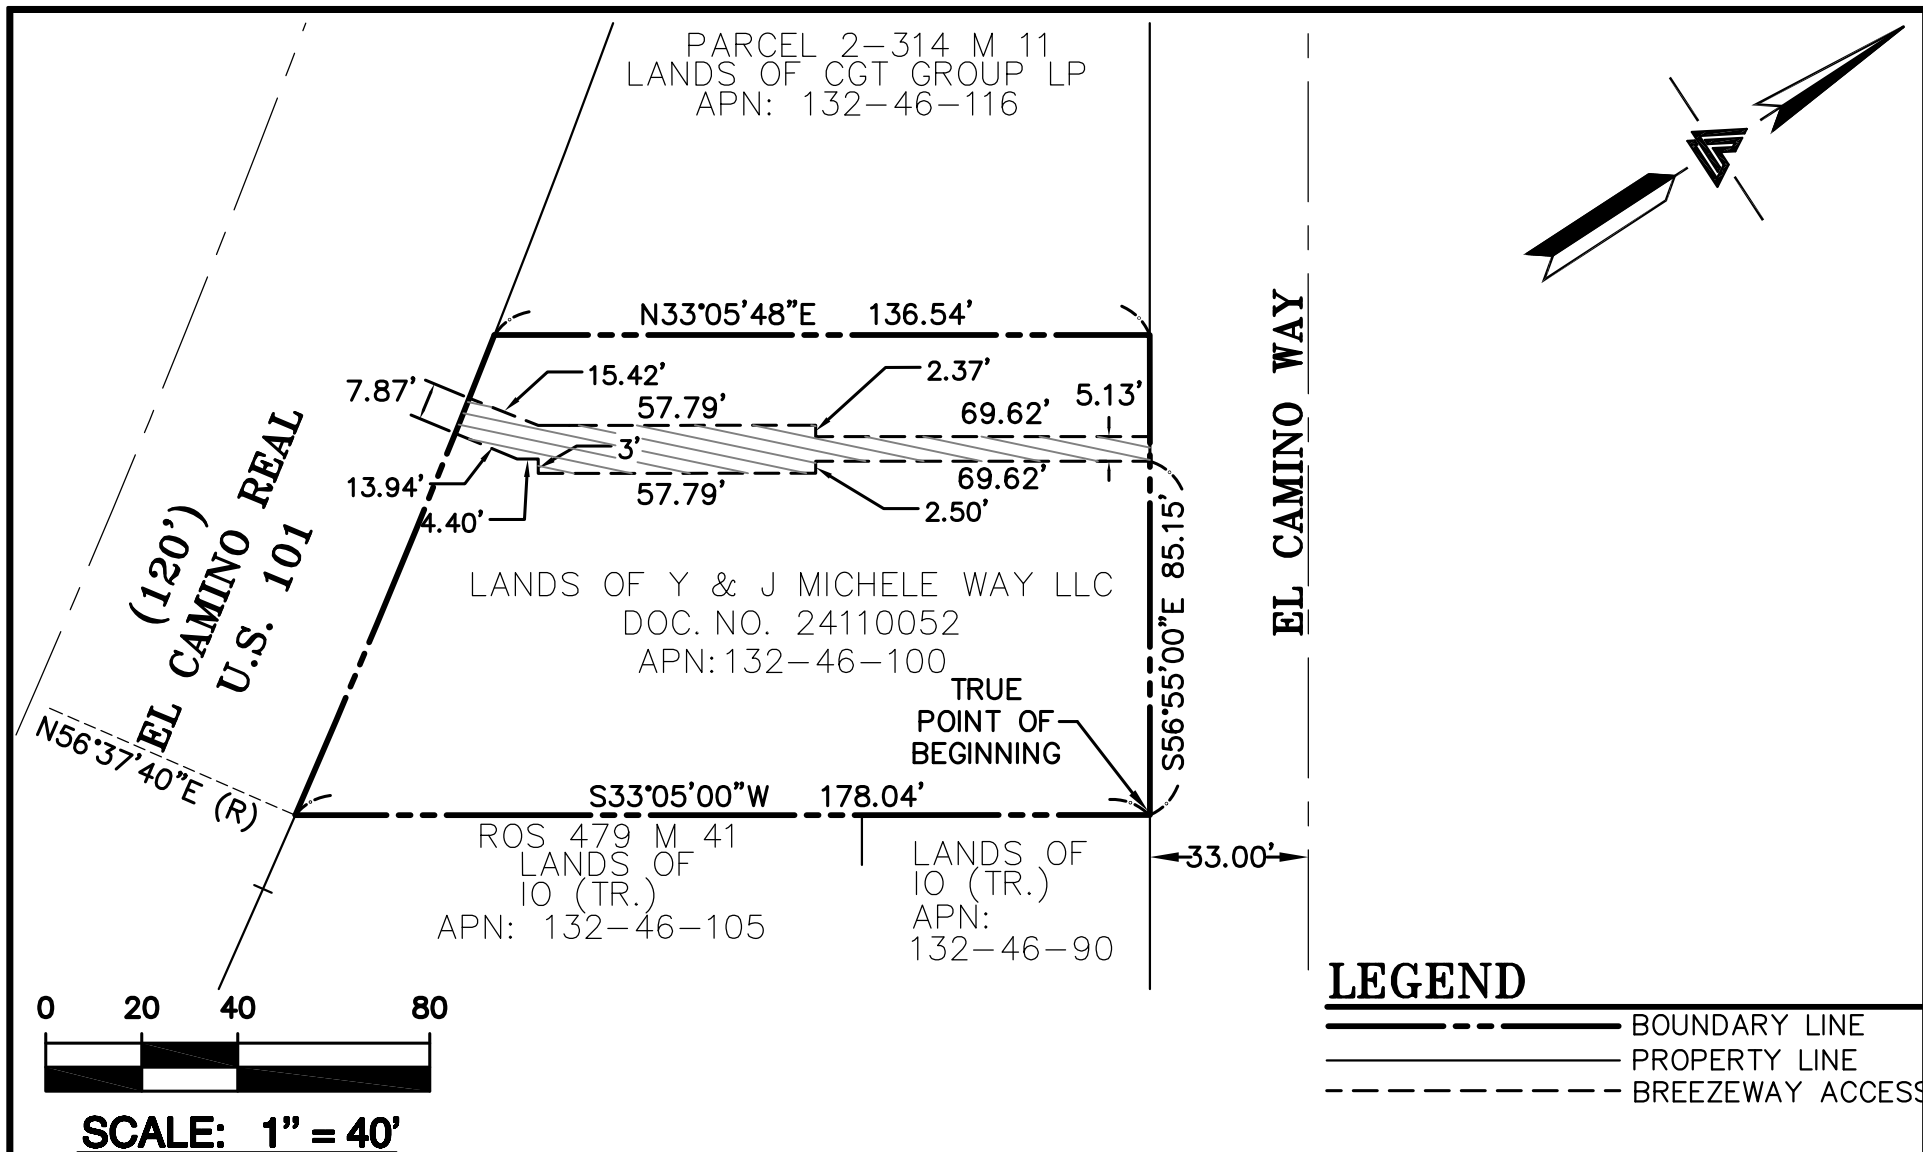 PARCEL 2-314 M 11
LANDS OF CGT GROUP LP
APN: 132-46-116
N33°05'48"E 136.54'
7.87'
15.42'
2.37'
57.79'
69.62'
5.13'
3'
13.94'
57.79'
69.62'
4.40'
2.50'
(120')
EL CAMINO REAL
U.S. 101
EL CAMINO WAY
S56°55'00"E 85.15'
LANDS OF Y & J MICHELE WAY LLC
DOC. NO. 24110052
APN: 132-46-100
TRUE
POINT OF
BEGINNING
N56°37'40"E (R)
S33°05'00"W 178.04'
ROS 479 M 41
LANDS OF
IO (TR.)
APN: 132-46-105
LANDS OF
IO (TR.)
APN:
132-46-90
33.00'
0 20 40 80
SCALE: 1" = 40'
LEGEND
BOUNDARY LINE
PROPERTY LINE
BREEZEWAY ACCESS